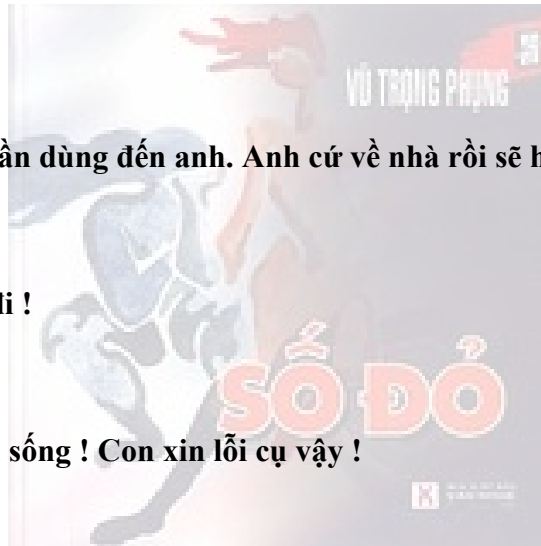 VŨ TRỌNG PHỤNG
ần dùng đến anh. Anh cứ về nhà rồi sẽ h
đi !
SỐ ĐỎ
sống ! Con xin lỗi cụ vậy !